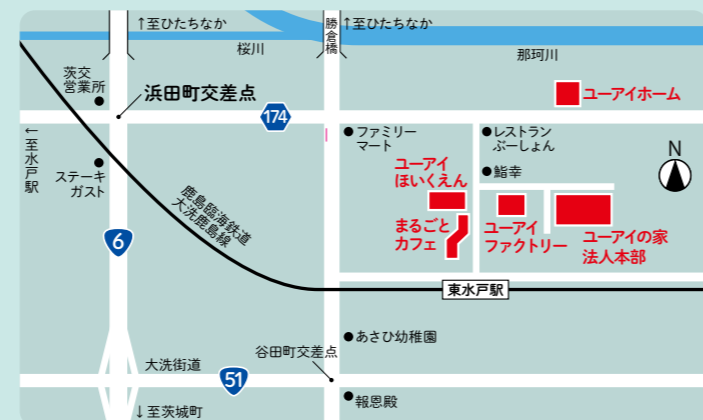 ↑至ひたちなか
勝倉橋
↑至ひたちなか
桜川
那珂川
茨交
営業所
浜田町交差点
174
ユーアイホーム
←至水戸駅
ファミリー
マート
レストラン
ぶーしょん
ステーキ
ガスト
ユーアイ
ほいくえん
鮨幸
N
鹿島臨海鉄道
大洗鹿島線
まるごと
カフェ
ユーアイ
ファクトリー
ユーアイの家
法人本部
6
東水戸駅
あさひ幼稚園
谷田町交差点
大洗街道
51
報恩殿
↓至茨城町